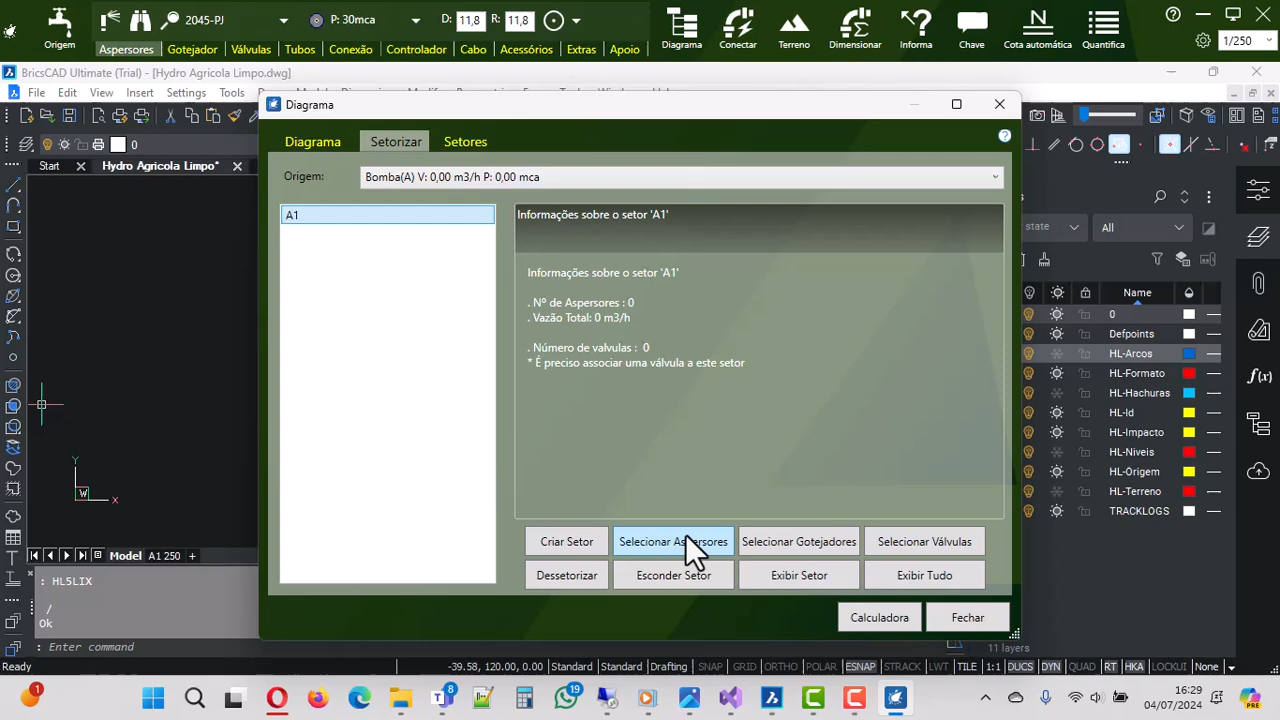 2045-PJ
P: 30mca
D: 11,8 R: 11,8
Origem
Diagrama Conectar Terreno Dimensionar Informa Chave Cota automática Quantifica
1/250
Aspersores Gotejador Válvulas Tubos Conexão Controlador Cabo Acessórios Extras Apoio
BricsCAD Ultimate (Trial) - [Hydro Agricola Limpo.dwg]
File Edit View Insert Settings Tools
Diagrama
0
Start Hydro Agricola Limpo*
Diagrama Setorizar Setores
Origem: Bomba(A) V: 0,00 m3/h P: 0,00 mca
A1
Informações sobre o setor 'A1'
Informações sobre o setor 'A1'
. Nº de Aspersores : 0
. Vazão Total: 0 m3/h
. Número de valvulas : 0
* É preciso associar uma válvula a este setor
Criar Setor Selecionar Aspersores Selecionar Gotejadores Selecionar Válvulas
Dessetorizar Esconder Setor Exibir Setor Exibir Tudo
Calculadora Fechar
state All
Name
0
Defpoints
HL-Arcos
HL-Formato
HL-Hachuras
HL-Id
HL-Impacto
HL-Niveis
HL-Origem
HL-Terreno
TRACKLOGS
11 layers
Y
W
X
Model A1 250 +
: HL5LIX
/
Ok
: Enter command
Ready
-39.58, 120.00, 0.00 Standard Standard Drafting SNAP GRID ORTHO POLAR ESNAP STRACK LWT TILE 1:1 DUCS DYN QUAD RT HKA LOCKUI None
1
8
19
16:29
04/07/2024
PRE